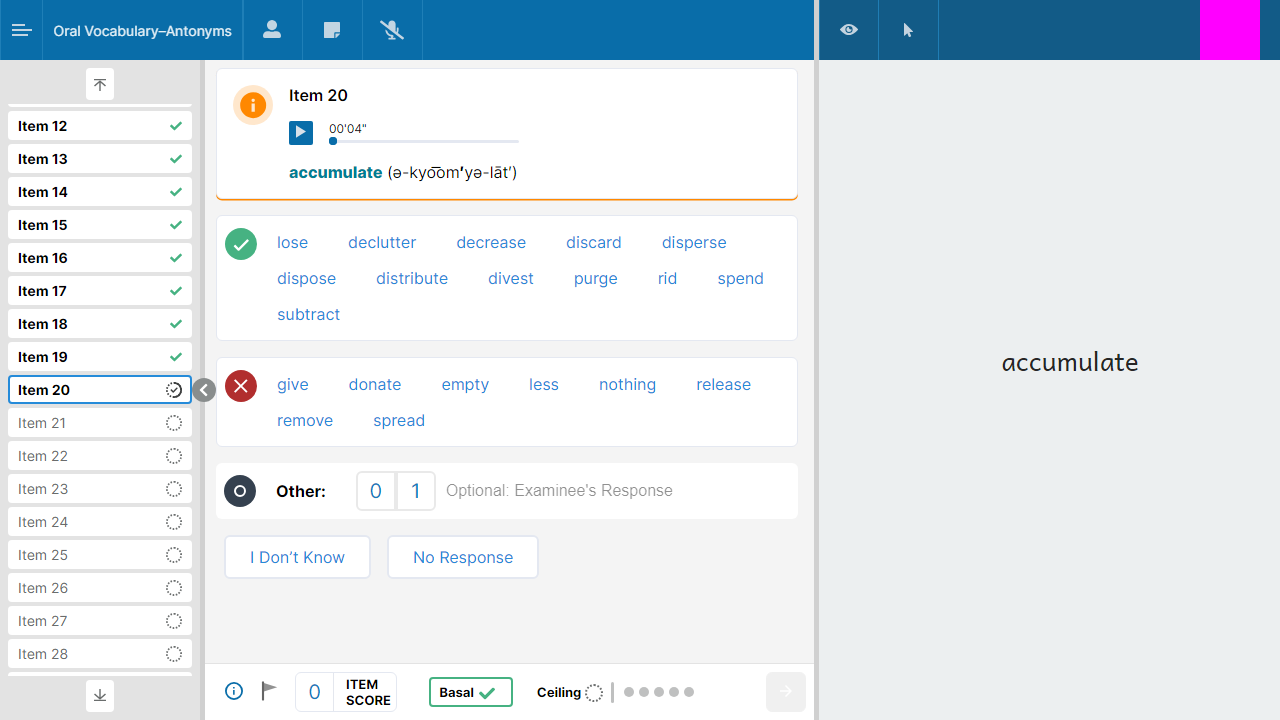 Oral Vocabulary–Antonyms
Item 12
Item 13
Item 14
Item 15
Item 16
Item 17
Item 18
Item 19
Item 20
Item 21
Item 22
Item 23
Item 24
Item 25
Item 26
Item 27
Item 28
Item 20
00'04"
accumulate (ə-kyo͞om′yə-lāt′)
lose declutter decrease discard disperse
dispose distribute divest purge rid spend
subtract
give donate empty less nothing release
remove spread
Other: 0 1 Optional: Examinee's Response
I Don’t Know No Response
0 ITEM SCORE Basal Ceiling
accumulate